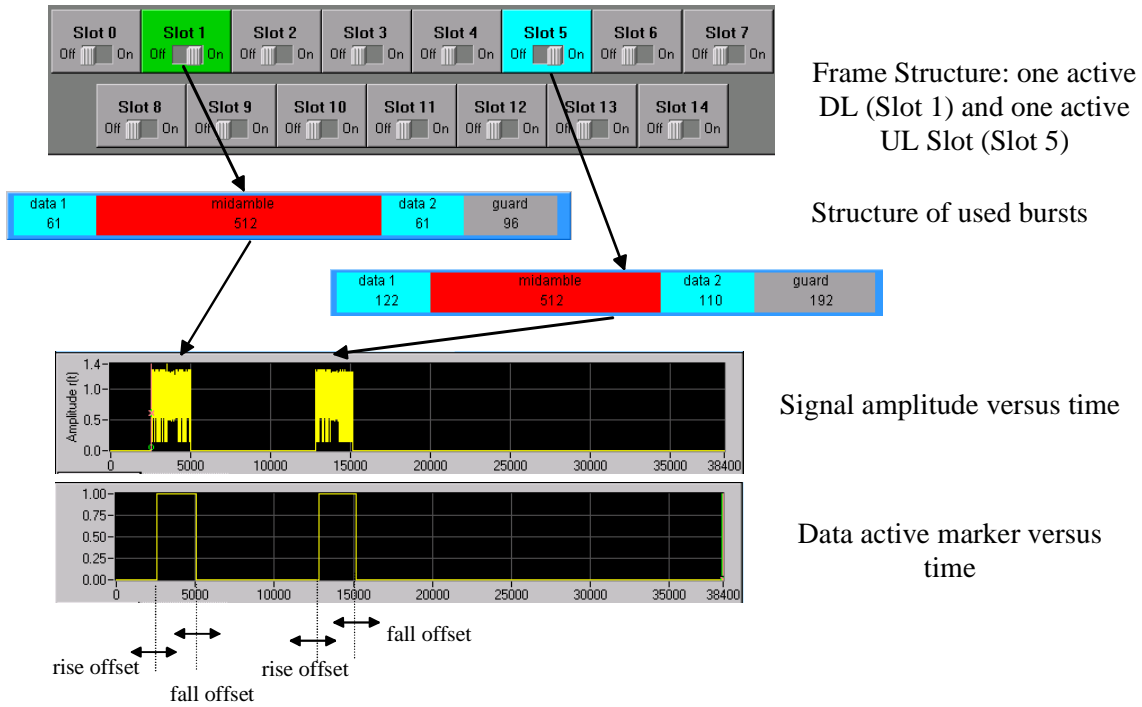 Slot 0 Slot 1 Slot 2 Slot 3 Slot 4 Slot 5 Slot 6 Slot 7
Off On Off On Off On Off On Off On Off On Off On Off On
Slot 8 Slot 9 Slot 10 Slot 11 Slot 12 Slot 13 Slot 14
Off On Off On Off On Off On Off On Off On Off On
Frame Structure: one active
DL (Slot 1) and one active
UL Slot (Slot 5)
data 1 midamble data 2 guard
61 512 61 96
Structure of used bursts
data 1 midamble data 2 guard
122 512 110 192
Amplitude r(t)
1.4
1.0
0.5
0.0
0 5000 10000 15000 20000 25000 30000 35000 38400
Signal amplitude versus time
1.00
0.75
0.50
0.25
0.00
0 5000 10000 15000 20000 25000 30000 35000 38400
Data active marker versus
time
rise offset
fall offset
rise offset
fall offset